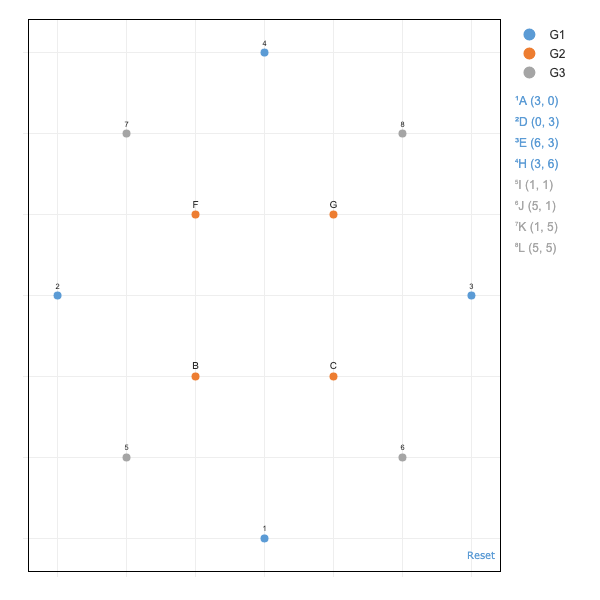 4
7 8
F G
2 3
B C
5 6
1
Reset
G1
G2
G3
¹A (3, 0)
²D (0, 3)
³E (6, 3)
⁴H (3, 6)
⁵I (1, 1)
⁶J (5, 1)
⁷K (1, 5)
⁸L (5, 5)